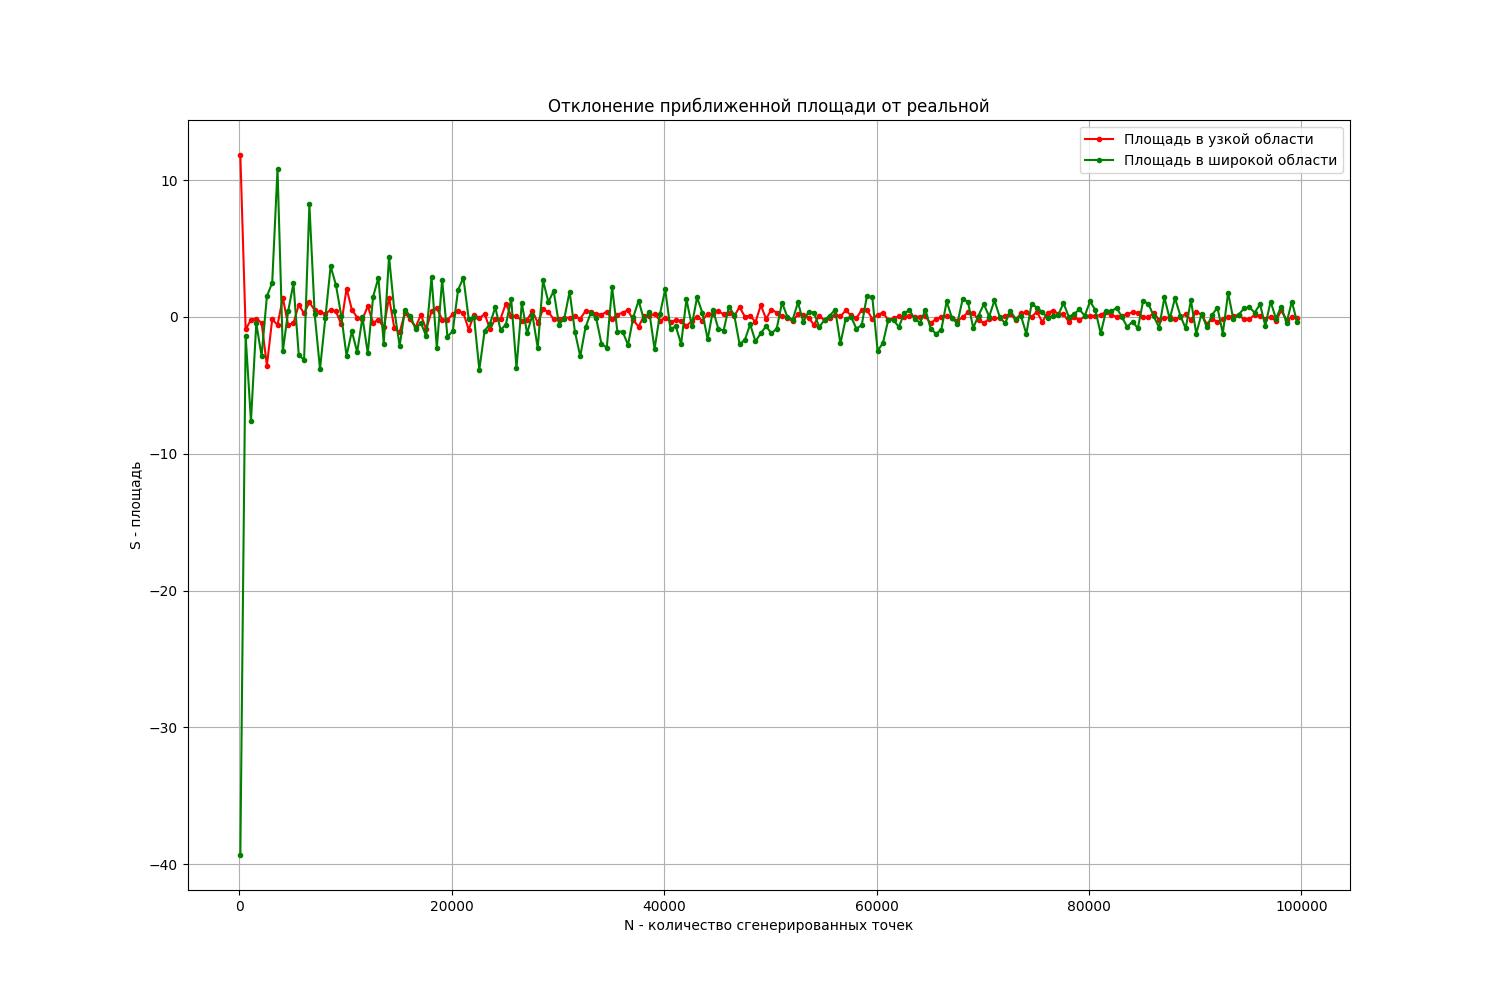 Отклонение приближенной площади от реальной
Площадь в узкой области
Площадь в широкой области
10
0
−10
−20
−30
−40
S - площадь
0 20000 40000 60000 80000 100000
N - количество сгенерированных точек